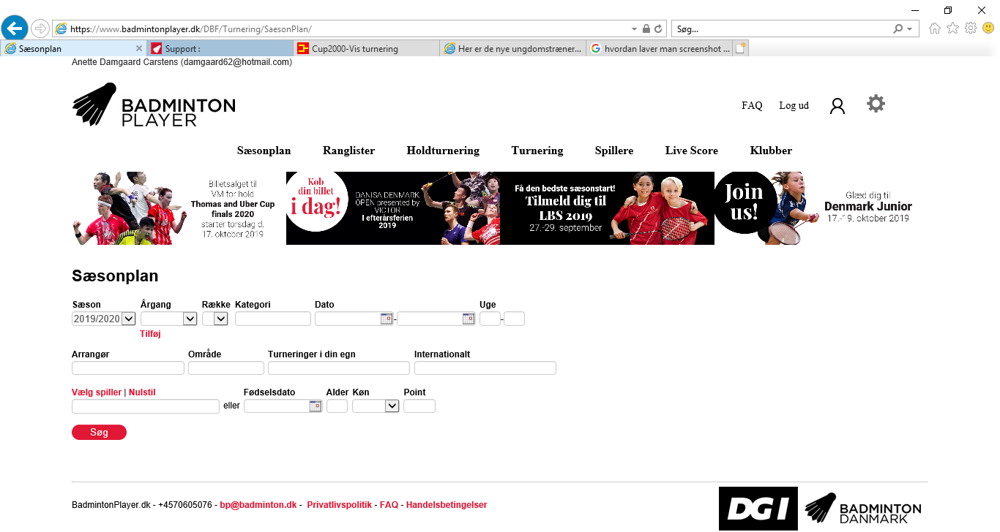 https://www.badmintonplayer.dk/DBF/Turnering/SaesonPlan/
Søg...
Sæsonplan
Support :
Cup2000-Vis turnering
Her er de nye ungdomstræner...
hvordan laver man screenshot ...
Anette Damgaard Carstens (damgaard62@hotmail.com)
BADMINTON
PLAYER
FAQ Log ud
Sæsonplan Ranglister Holdturnering Turnering Spillere Live Score Klubber
Billetsalget til
VM for hold
Thomas and Uber Cup
finals 2020
starter torsdag d.
17. oktober 2019
Køb
din billet
i dag!
DANISA DENMARK
OPEN presented by
VICTOR
I efterårsferien
2019
Få den bedste sæsonstart!
Tilmeld dig til
LBS 2019
27.-29. september
Join
us!
Glæd dig til
Denmark Junior
17.-19. oktober 2019
Sæsonplan
Sæson Årgang Række Kategori Dato Uge
2019/2020 - -
Tilføj
Arrangør Område Turneringer i din egn Internationalt
Vælg spiller | Nulstil Fødselsdato Alder Køn Point
eller
Søg
BadmintonPlayer.dk - +4570605076 - bp@badminton.dk - Privatlivspolitik - FAQ - Handelsbetingelser
DGI
BADMINTON
DANMARK